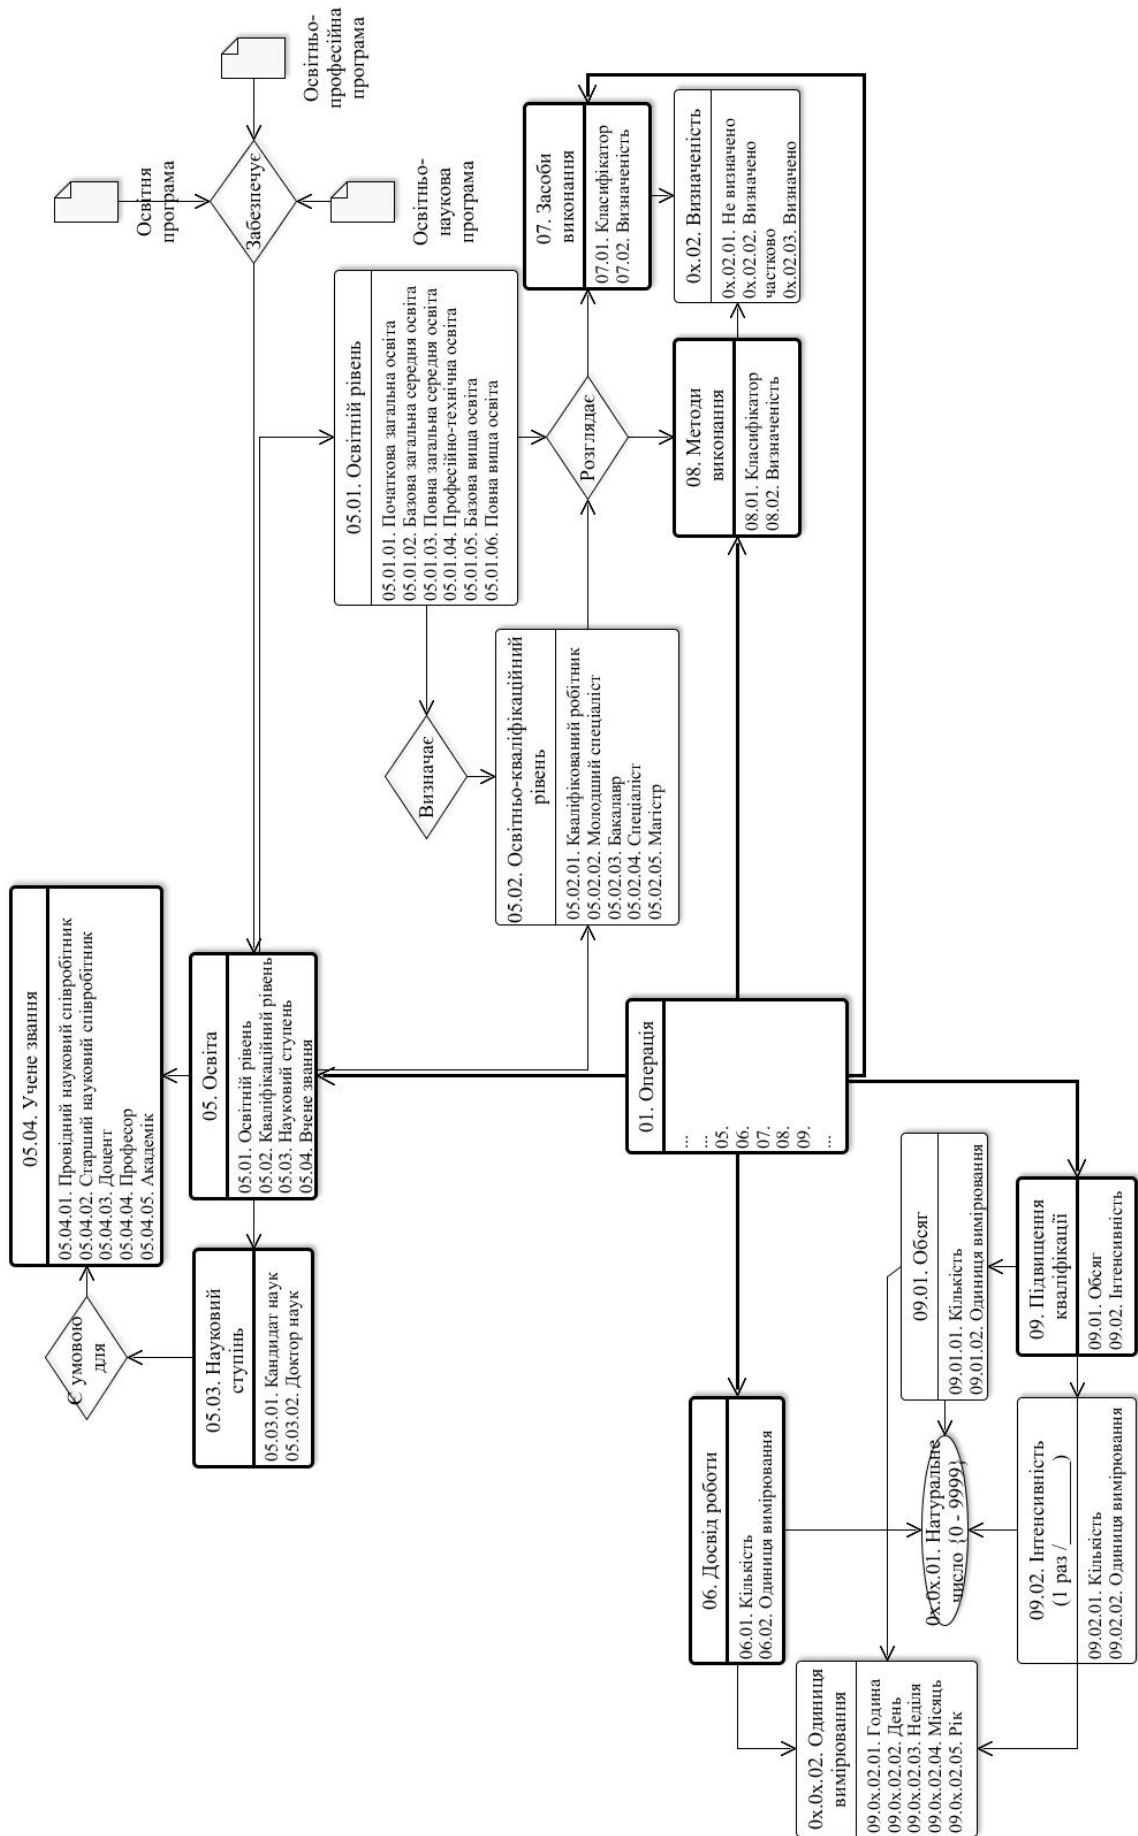 05.04. Учене звання
05.04.01. Провідний науковий співробітник
05.04.02. Старший науковий співробітник
05.04.03. Доцент
05.04.04. Професор
05.04.05. Академік
Є умовою
для
05.03. Науковий
ступінь
05.03.01. Кандидат наук
05.03.02. Доктор наук
05. Освіта
05.01. Освітній рівень
05.02. Кваліфікаційний рівень
05.03. Науковий ступень
05.04. Вчене звання
Освітня
програма
Освітньо-
професійна
програма
Освітньо-
наукова
програма
Забезпечує
05.01. Освітній рівень
05.01.01. Початкова загальна освіта
05.01.02. Базова загальна середня освіта
05.01.03. Повна загальна середня освіта
05.01.04. Професійно-технічна освіта
05.01.05. Базова вища освіта
05.01.06. Повна вища освіта
Визначає
05.02. Освітньо-кваліфікаційний
рівень
05.02.01. Кваліфікований робітник
05.02.02. Молодший спеціаліст
05.02.03. Бакалавр
05.02.04. Спеціаліст
05.02.05. Магістр
Розглядає
07. Засоби
виконання
07.01. Класифікатор
07.02. Визначеність
08. Методи
виконання
08.01. Класифікатор
08.02. Визначеність
0x.02. Визначеність
0x.02.01. Не визначено
0x.02.02. Визначено
частково
0x.02.03. Визначено
01. Операція
...
...
05.
06.
07.
08.
09.
...
06. Досвід роботи
06.01. Кількість
06.02. Одиниця вимірювання
0x.0x.02. Одиниця
вимірювання
09.0x.02.01. Година
09.0x.02.02. День
09.0x.02.03. Неділя
09.0x.02.04. Місяць
09.0x.02.05. Рік
0x.0x.01. Натуральне
число {0 - 9999}
09.01. Обсяг
09.01.01. Кількість
09.01.02. Одиниця вимірювання
09. Підвищення
кваліфікації
09.01. Обсяг
09.02. Інтенсивність
09.02. Інтенсивність
(1 раз /______)
09.02.01. Кількість
09.02.02. Одиниця вимірювання